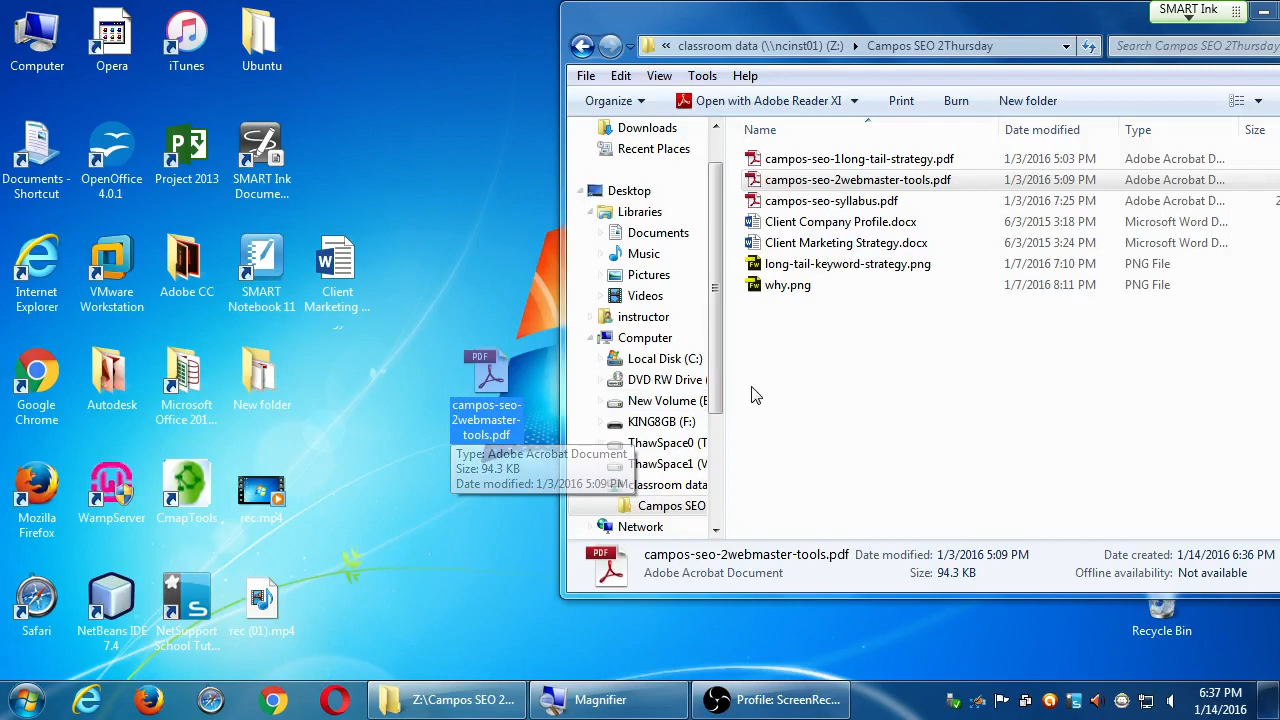 Computer
Opera
iTunes
Ubuntu
Documents -
Shortcut
OpenOffice
4.0.1
Project 2013
SMART Ink
Docume...
Internet
Explorer
VMware
Workstation
Adobe CC
SMART
Notebook 11
Client
Marketing ...
Google
Chrome
Autodesk
Microsoft
Office 201...
New folder
Mozilla
Firefox
WampServer
CmapTools
rec.mp4
Safari
NetBeans IDE
7.4
NetSupport
School Tut...
rec (01).mp4
PDF
campos-seo-
2webmaster-
tools.pdf
Type: Adobe Acrobat Document
Size: 94.3 KB
Date modified: 1/3/2016 5:09 PM
SMART Ink
« classroom data (\\ncinst01) (Z:) Campos SEO 2Thursday
Search Campos SEO 2Thursday
File Edit View Tools Help
Organize Open with Adobe Reader XI Print Burn New folder
Downloads
Recent Places
Desktop
Libraries
Documents
Music
Pictures
Videos
instructor
Computer
Local Disk (C:)
DVD RW Drive (
New Volume (E
KING8GB (F:)
ThawSpace0 (T
ThawSpace1 (V
classroom data
Campos SEO
Network
Name Date modified Type Size
campos-seo-1long-tail-strategy.pdf 1/3/2016 5:03 PM Adobe Acrobat D...
campos-seo-2webmaster-tools.pdf 1/3/2016 5:09 PM Adobe Acrobat D...
campos-seo-syllabus.pdf 1/3/2016 7:25 PM Adobe Acrobat D... 2
Client Company Profile.docx 6/3/2015 3:18 PM Microsoft Word D...
Client Marketing Strategy.docx 6/3/2015 3:24 PM Microsoft Word D...
long-tail-keyword-strategy.png 1/7/2016 7:10 PM PNG File
why.png 1/7/2016 8:11 PM PNG File
PDF
campos-seo-2webmaster-tools.pdf Date modified: 1/3/2016 5:09 PM Date created: 1/14/2016 6:36 PM
Adobe Acrobat Document Size: 94.3 KB Offline availability: Not available
Recycle Bin
Z:\Campos SEO 2...
Magnifier
Profile: ScreenRec...
6:37 PM
1/14/2016